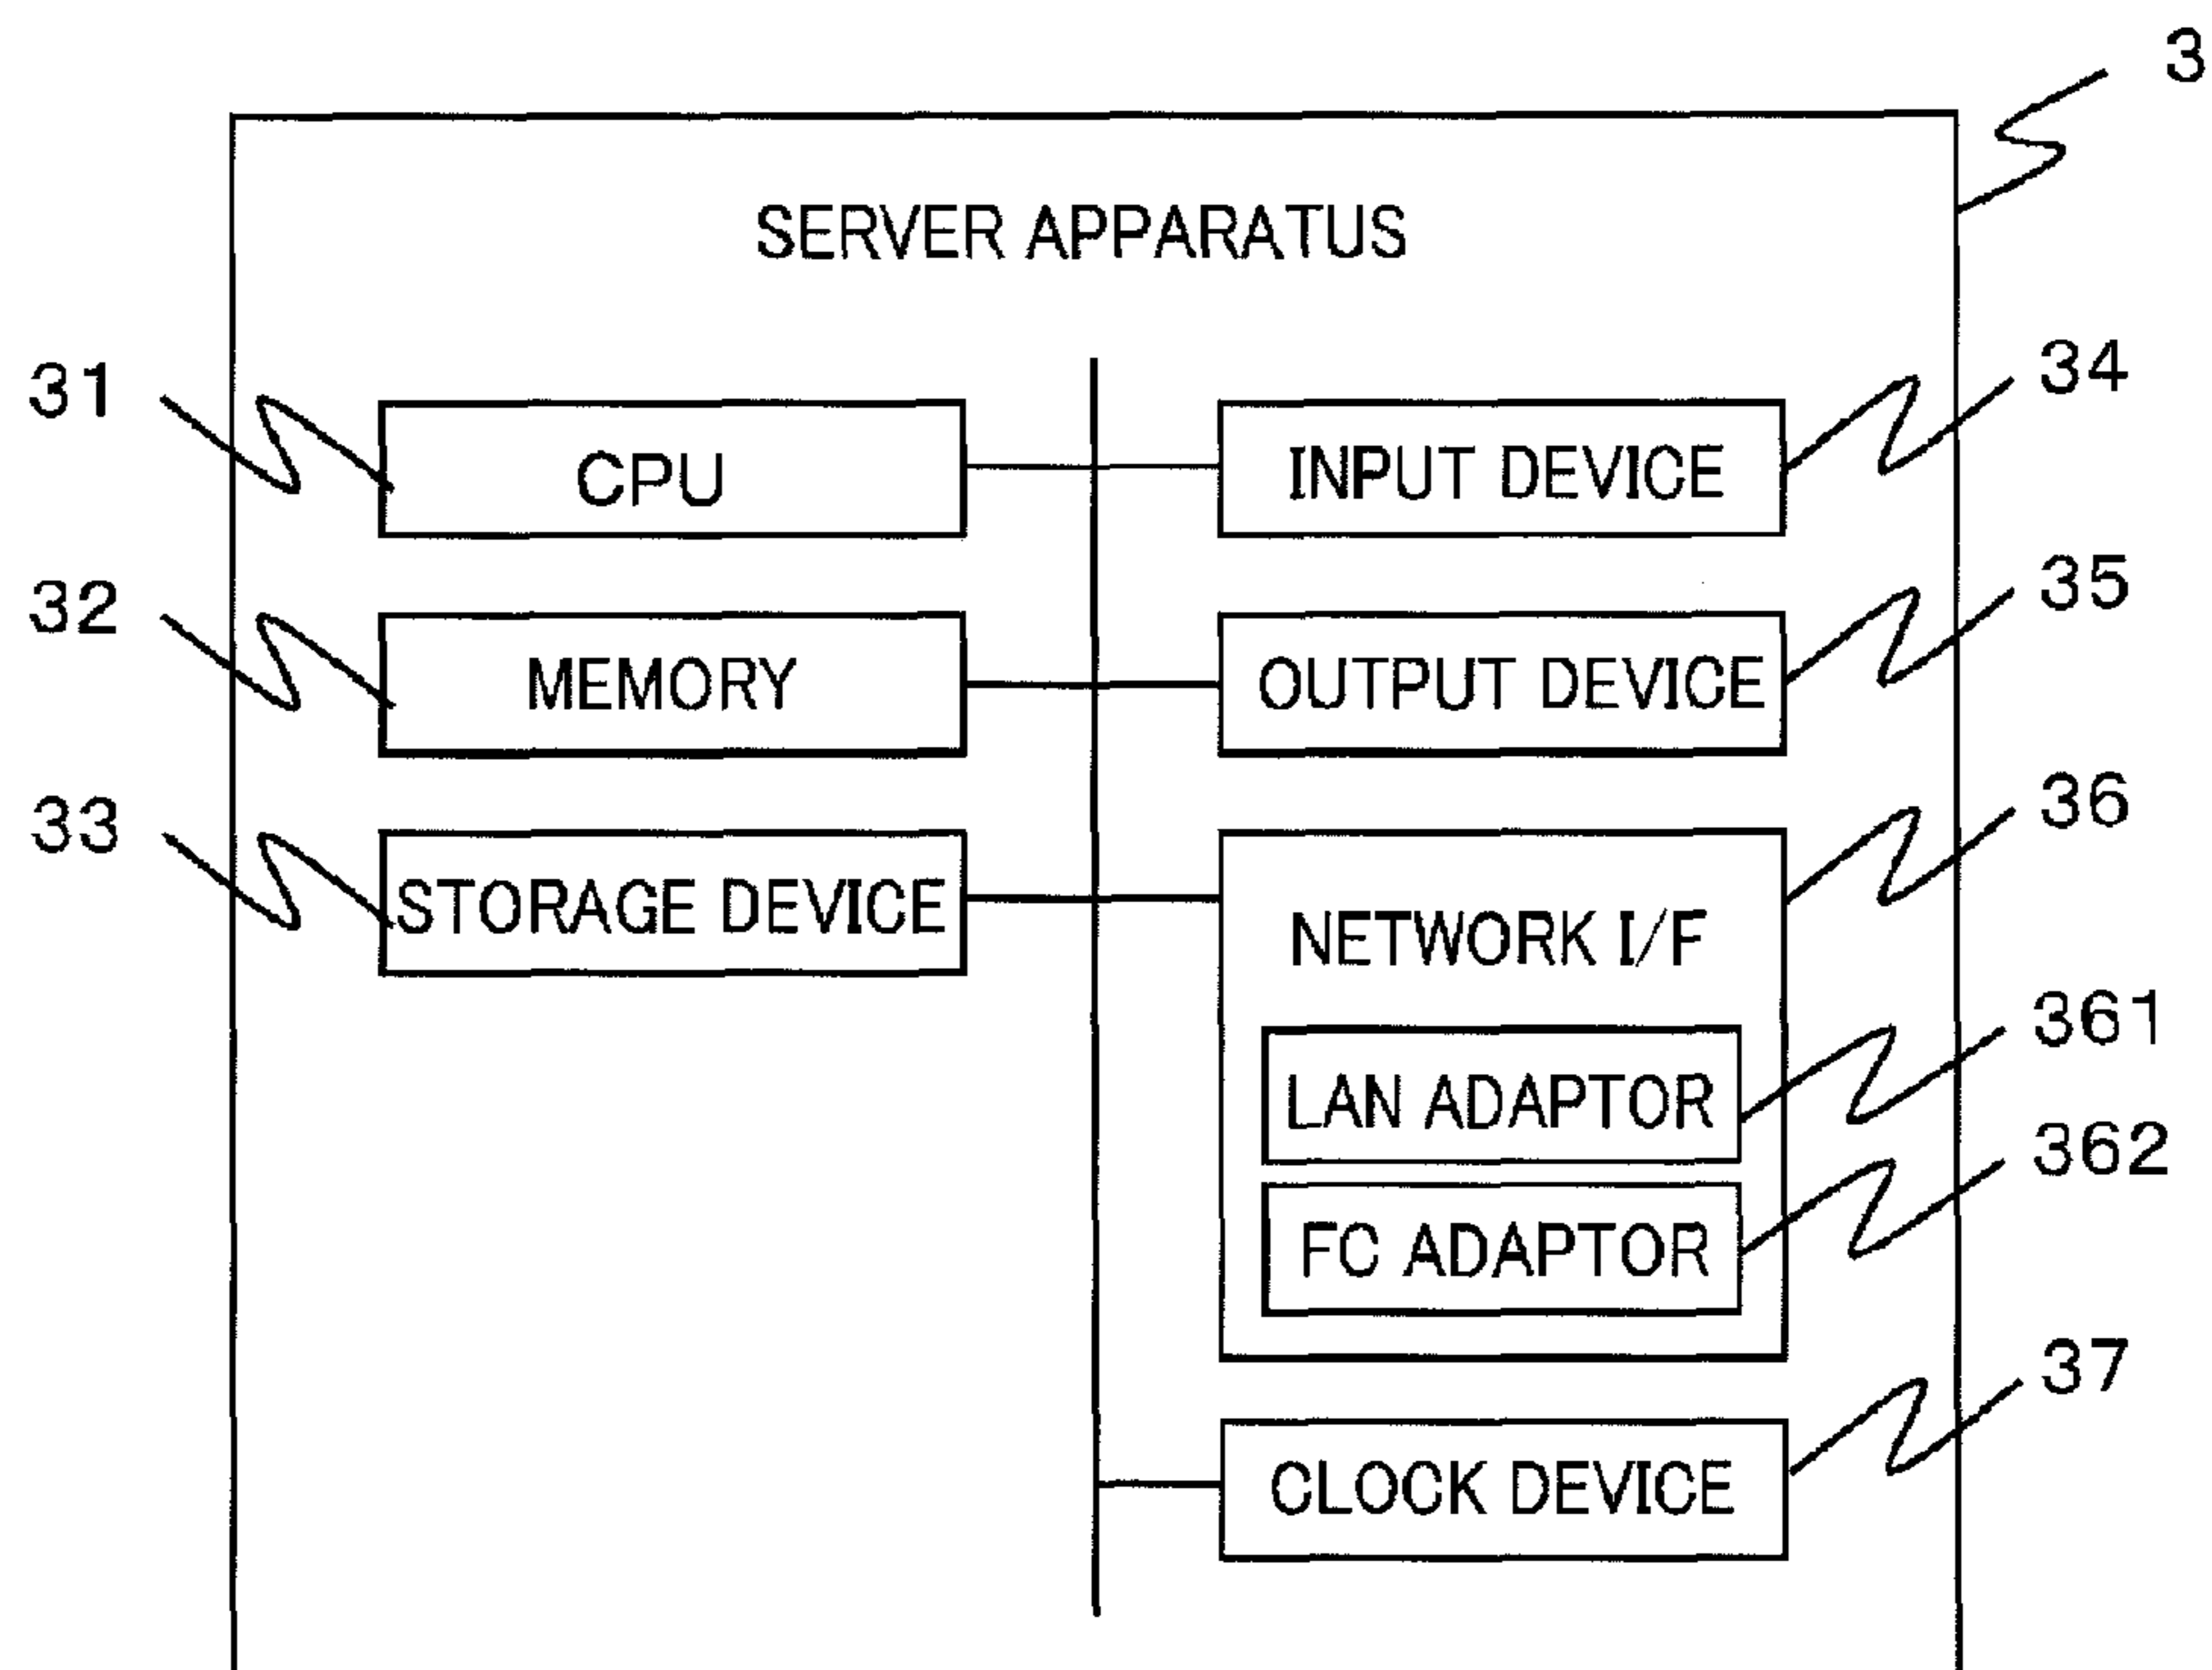 3
SERVER APPARATUS
31
CPU
INPUT DEVICE
34
32
MEMORY
OUTPUT DEVICE
35
33
STORAGE DEVICE
NETWORK I/F
36
LAN ADAPTOR
361
FC ADAPTOR
362
CLOCK DEVICE
37